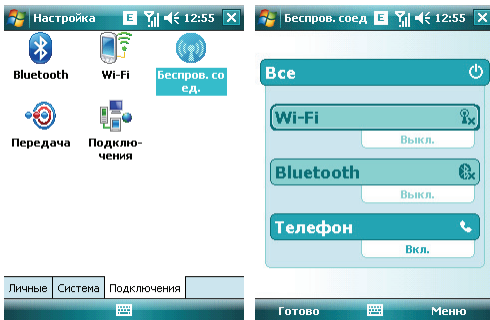 Настройка E 12:55
Bluetooth
Wi-Fi
Беспров. со
ед.
Передача
Подклю-
чения
Личные Система Подключения
Беспров. соед E 12:55
Все
Wi-Fi
Выкл.
Bluetooth
Выкл.
Телефон
Вкл.
Готово Меню